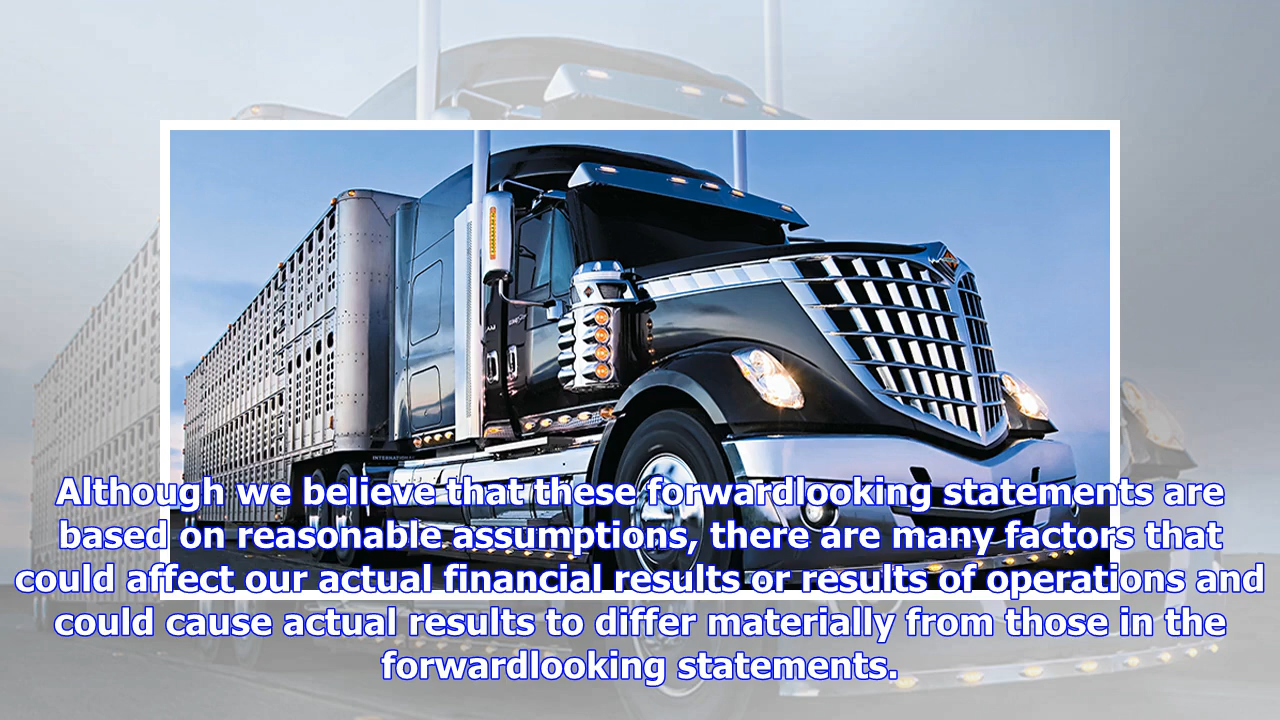 Although we believe that these forwardlooking statements are
based on reasonable assumptions, there are many factors that
could affect our actual financial results or results of operations and
could cause actual results to differ materially from those in the
forwardlooking statements.
INTERNATIONAL